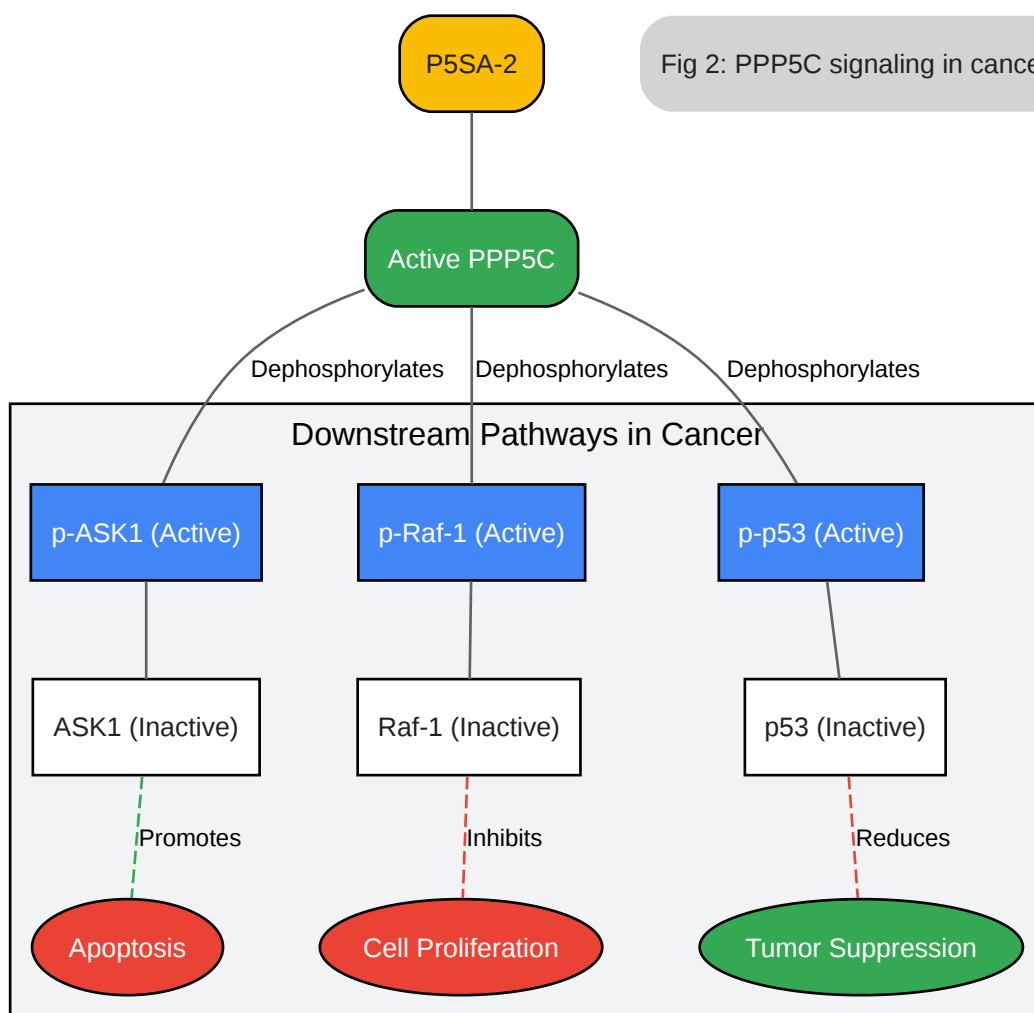 P5SA-2
Fig 2: PPP5C signaling in cance
Active PPP5C
Dephosphorylates
Dephosphorylates
Dephosphorylates
Downstream Pathways in Cancer
p-ASK1 (Active)
p-Raf-1 (Active)
p-p53 (Active)
ASK1 (Inactive)
Raf-1 (Inactive)
p53 (Inactive)
Promotes
Inhibits
Reduces
Apoptosis
Cell Proliferation
Tumor Suppression